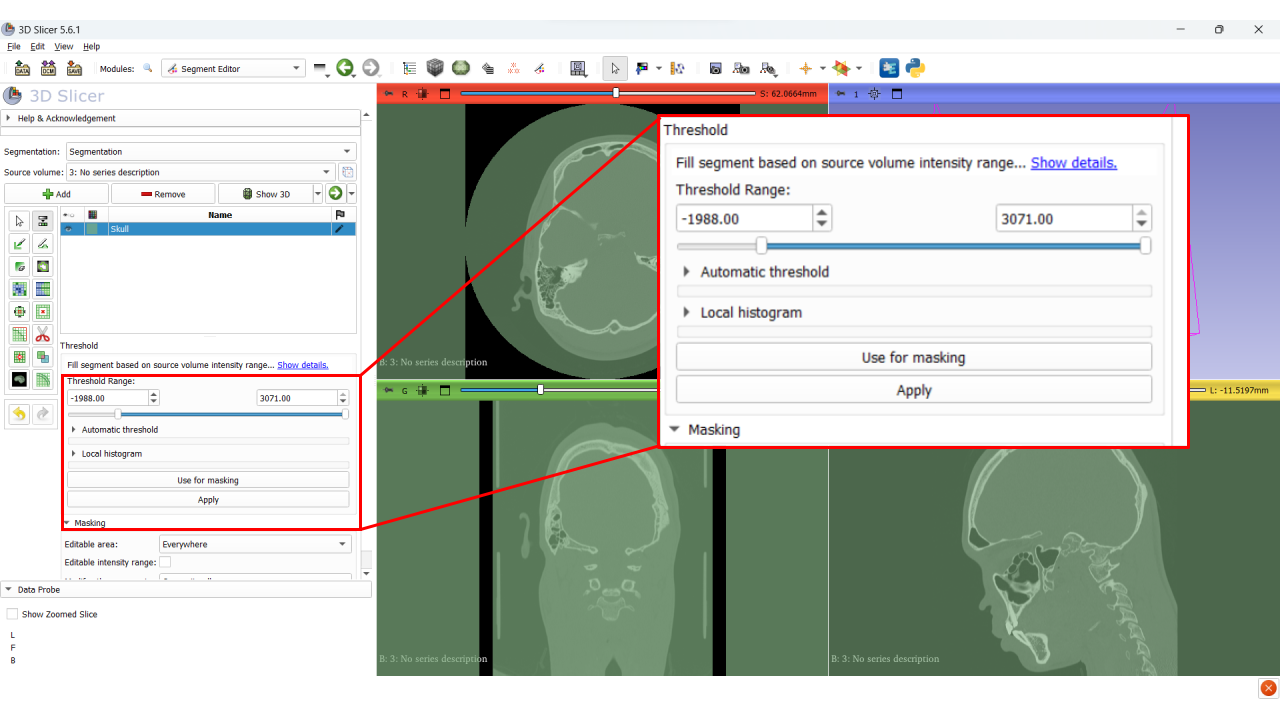 3D Slicer 5.6.1
File Edit View Help
DATA DCM SAVE Modules: Segment Editor
3D Slicer
Help & Acknowledgement
Segmentation: Segmentation
Source volume: 3: No series description
Add Remove Show 3D
Name
Skull
Threshold
Fill segment based on source volume intensity range... Show details.
Threshold Range:
-1988.00 3071.00
Automatic threshold
Local histogram
Use for masking
Apply
Masking
Editable area: Everywhere
Editable intensity range:
Data Probe
Show Zoomed Slice
L
F
B
R S: 62.0664mm
B: 3: No series description
1
Threshold
Fill segment based on source volume intensity range... Show details.
Threshold Range:
-1988.00 3071.00
Automatic threshold
Local histogram
Use for masking
Apply
Masking
G
B: 3: No series description
L: -11.5197mm
B: 3: No series description